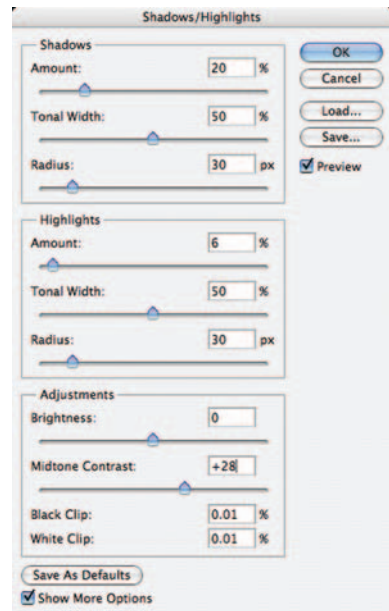 Shadows/Highlights
Shadows
Amount: 20 %
Tonal Width: 50 %
Radius: 30 px
Highlights
Amount: 6 %
Tonal Width: 50 %
Radius: 30 px
Adjustments
Brightness: 0
Midtone Contrast: +28
Black Clip: 0.01 %
White Clip: 0.01 %
Save As Defaults
Show More Options
OK
Cancel
Load...
Save...
Preview